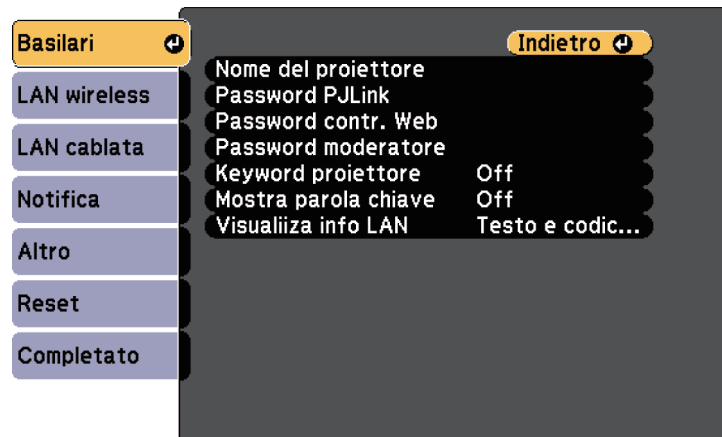 Basilari
Indietro
Nome del proiettore
LAN wireless
Password PJLink
Password contr. Web
LAN cablata
Password moderatore
Keyword proiettore Off
Notifica
Mostra parola chiave Off
Visualiiza info LAN Testo e codic...
Altro
Reset
Completato